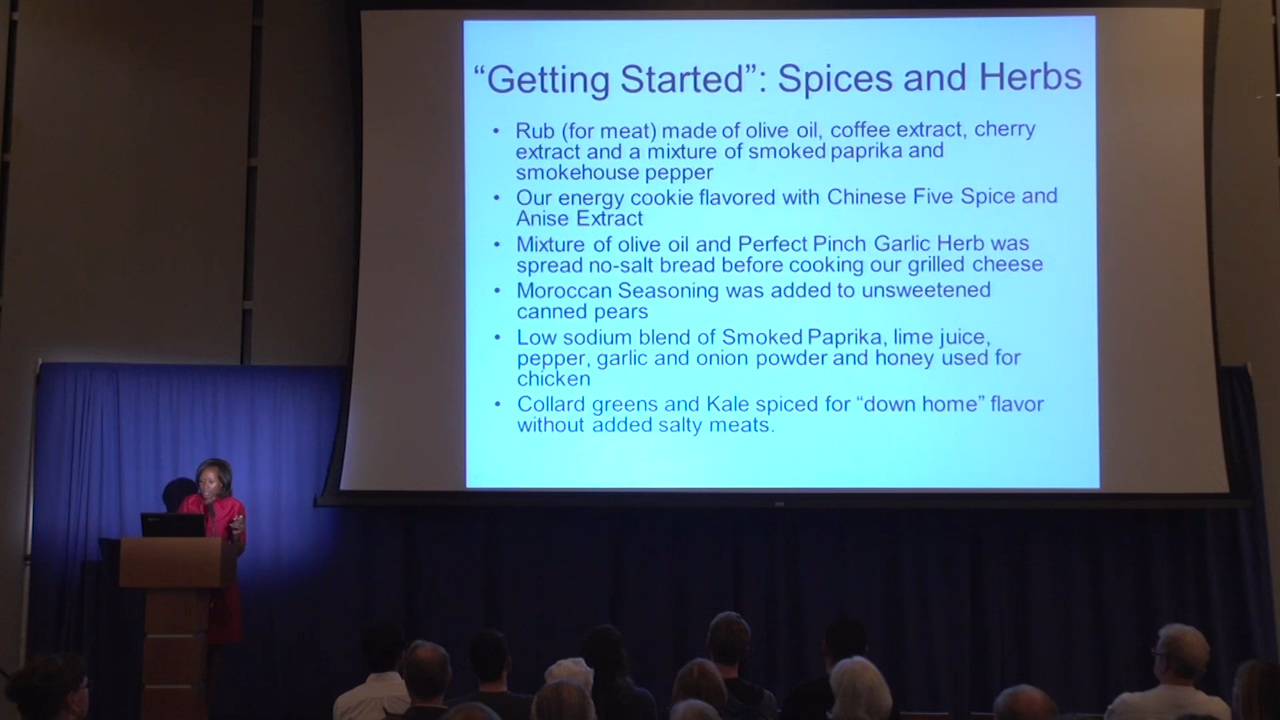 “Getting Started”: Spices and Herbs
• Rub (for meat) made of olive oil, coffee extract, cherry
extract and a mixture of smoked paprika and
smokehouse pepper
• Our energy cookie flavored with Chinese Five Spice and
Anise Extract
• Mixture of olive oil and Perfect Pinch Garlic Herb was
spread no-salt bread before cooking our grilled cheese
• Moroccan Seasoning was added to unsweetened
canned pears
• Low sodium blend of Smoked Paprika, lime juice,
pepper, garlic and onion powder and honey used for
chicken
• Collard greens and Kale spiced for “down home” flavor
without added salty meats.